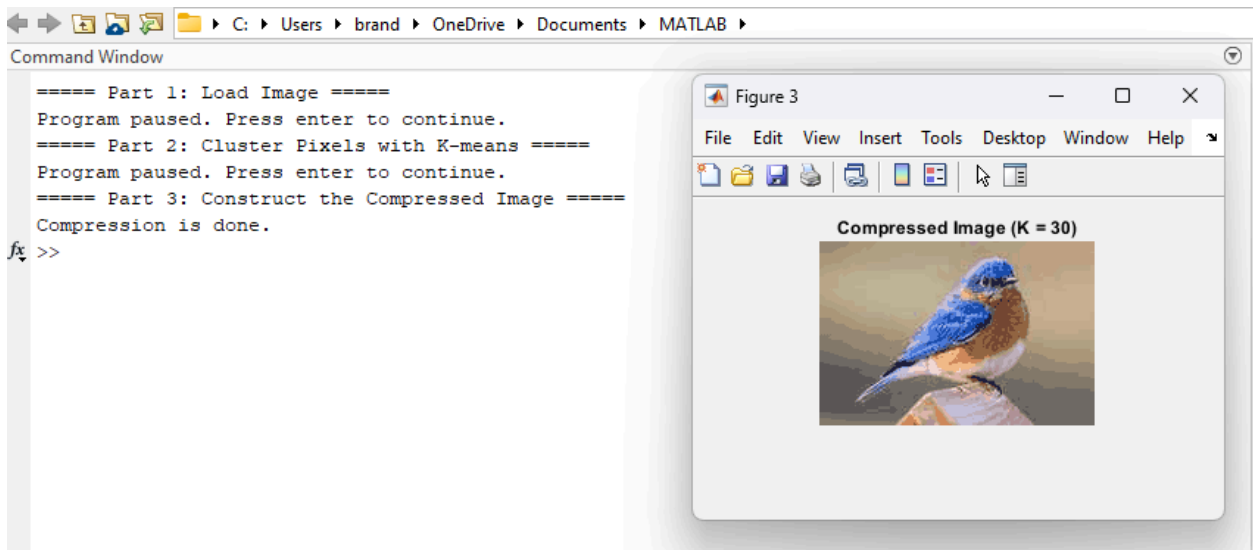 C: Users brand OneDrive Documents MATLAB
Command Window
===== Part 1: Load Image =====
Program paused. Press enter to continue.
===== Part 2: Cluster Pixels with K-means =====
Program paused. Press enter to continue.
===== Part 3: Construct the Compressed Image =====
Compression is done.
fx >>
Figure 3
File Edit View Insert Tools Desktop Window Help
Compressed Image (K = 30)